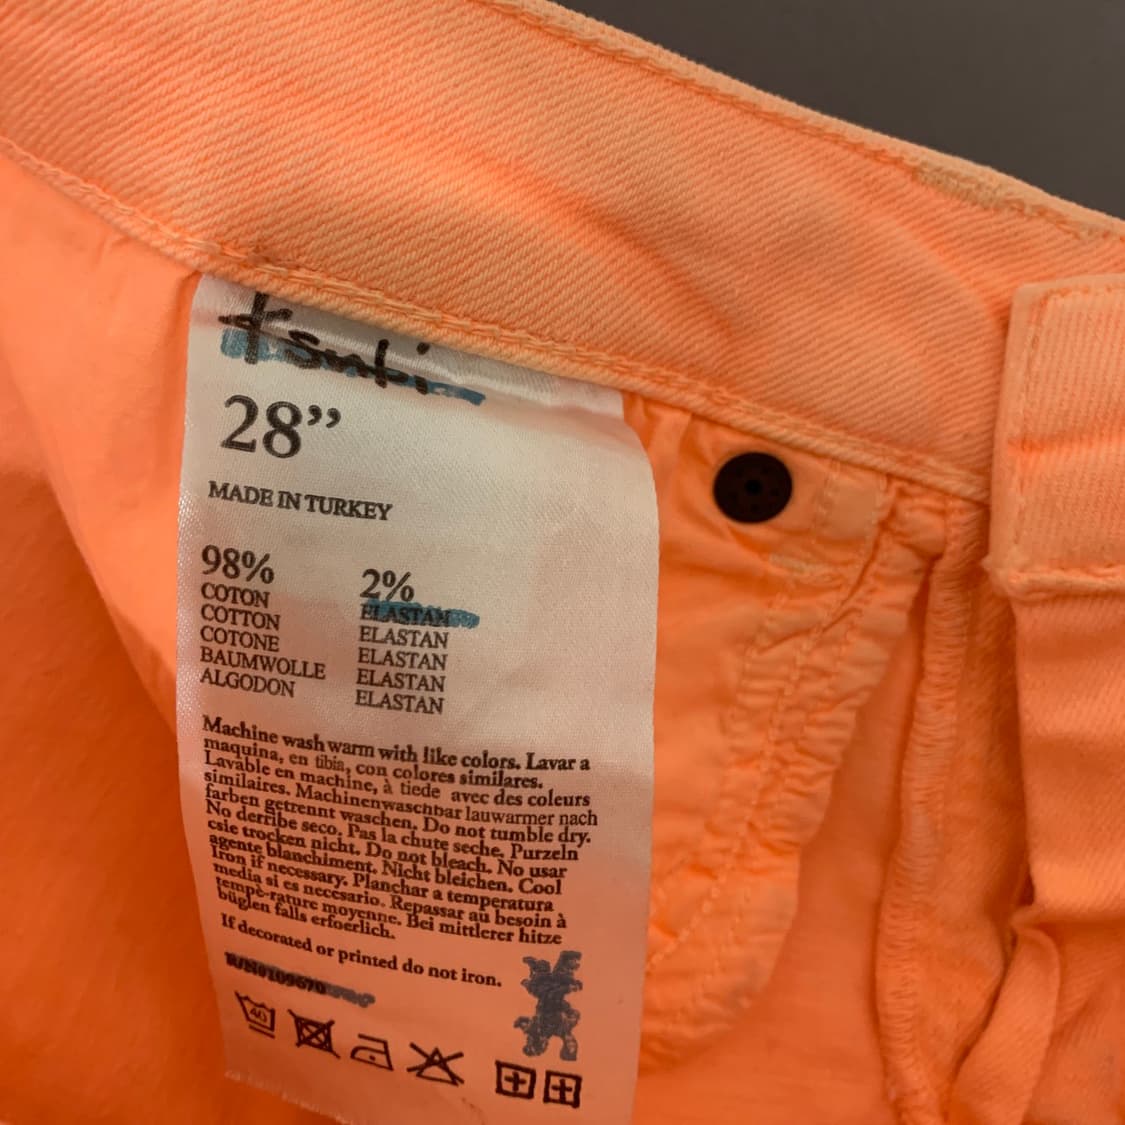 28”
MADE IN TURKEY
98%
COTON
COTTON
COTONE
BAUMWOLLE
ALGODON
2%
ELASTAN
ELASTAN
ELASTAN
ELASTAN
ELASTAN
Machine wash warm with like colors. Lavar a
maquina, en tibia, con colores similares.
Lavable en machine, à tiede avec des coleurs
similaires. Machinenwaschbar lauwarmer nach
farben getrennt waschen. Do not tumble dry.
No derribe seco. Pas la chute seche. Purzeln
csie trocken nicht. Do not bleach. No usar
agente blanchiment. Nicht bleichen. Cool
Iron if necessary. Planchar a temperatura
media si es necesario. Repassar au besoin à
tempè-rature moyenne. Bei mittlerer hitze
büglen falls erfoerlich.
If decorated or printed do not iron.
40